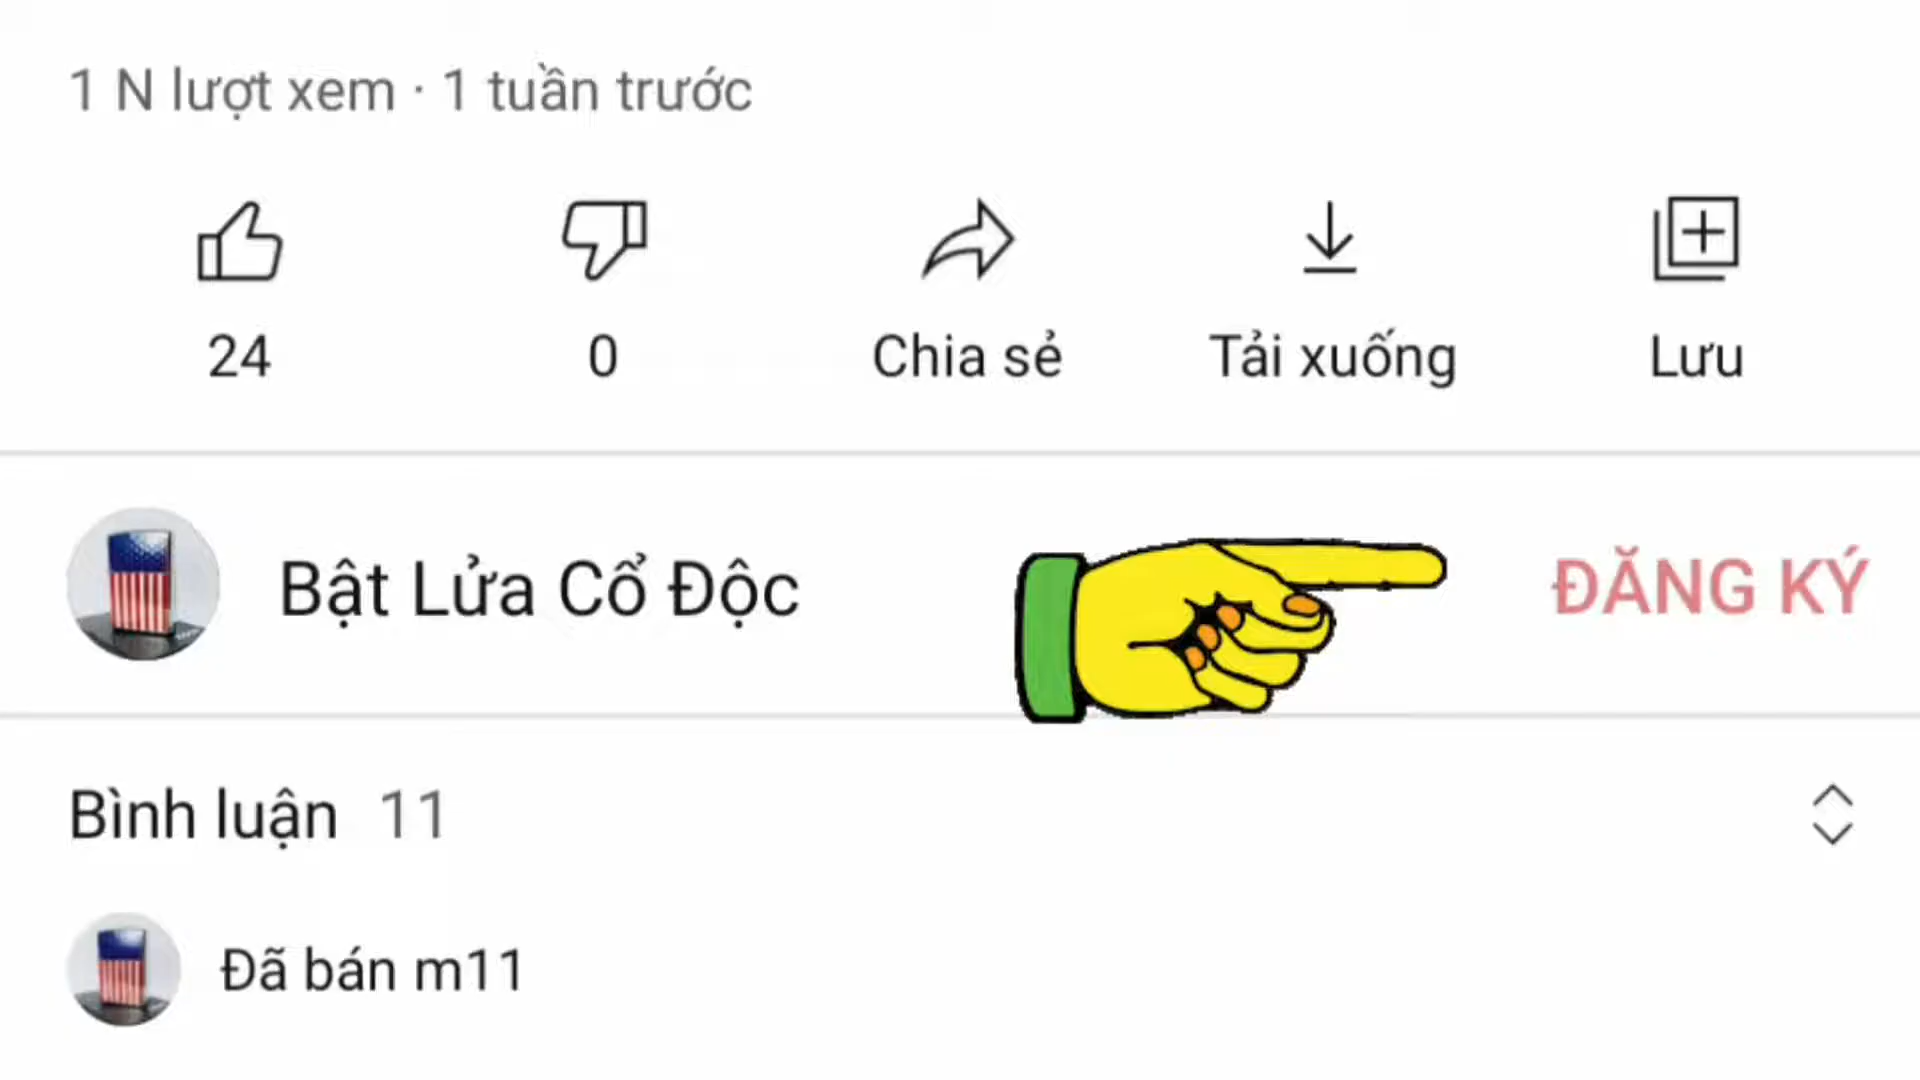 1 N lượt xem · 1 tuần trước
24 0 Chia sẻ Tải xuống Lưu
Bật Lửa Cổ Độc ĐĂNG KÝ
Bình luận 11
Đã bán m11